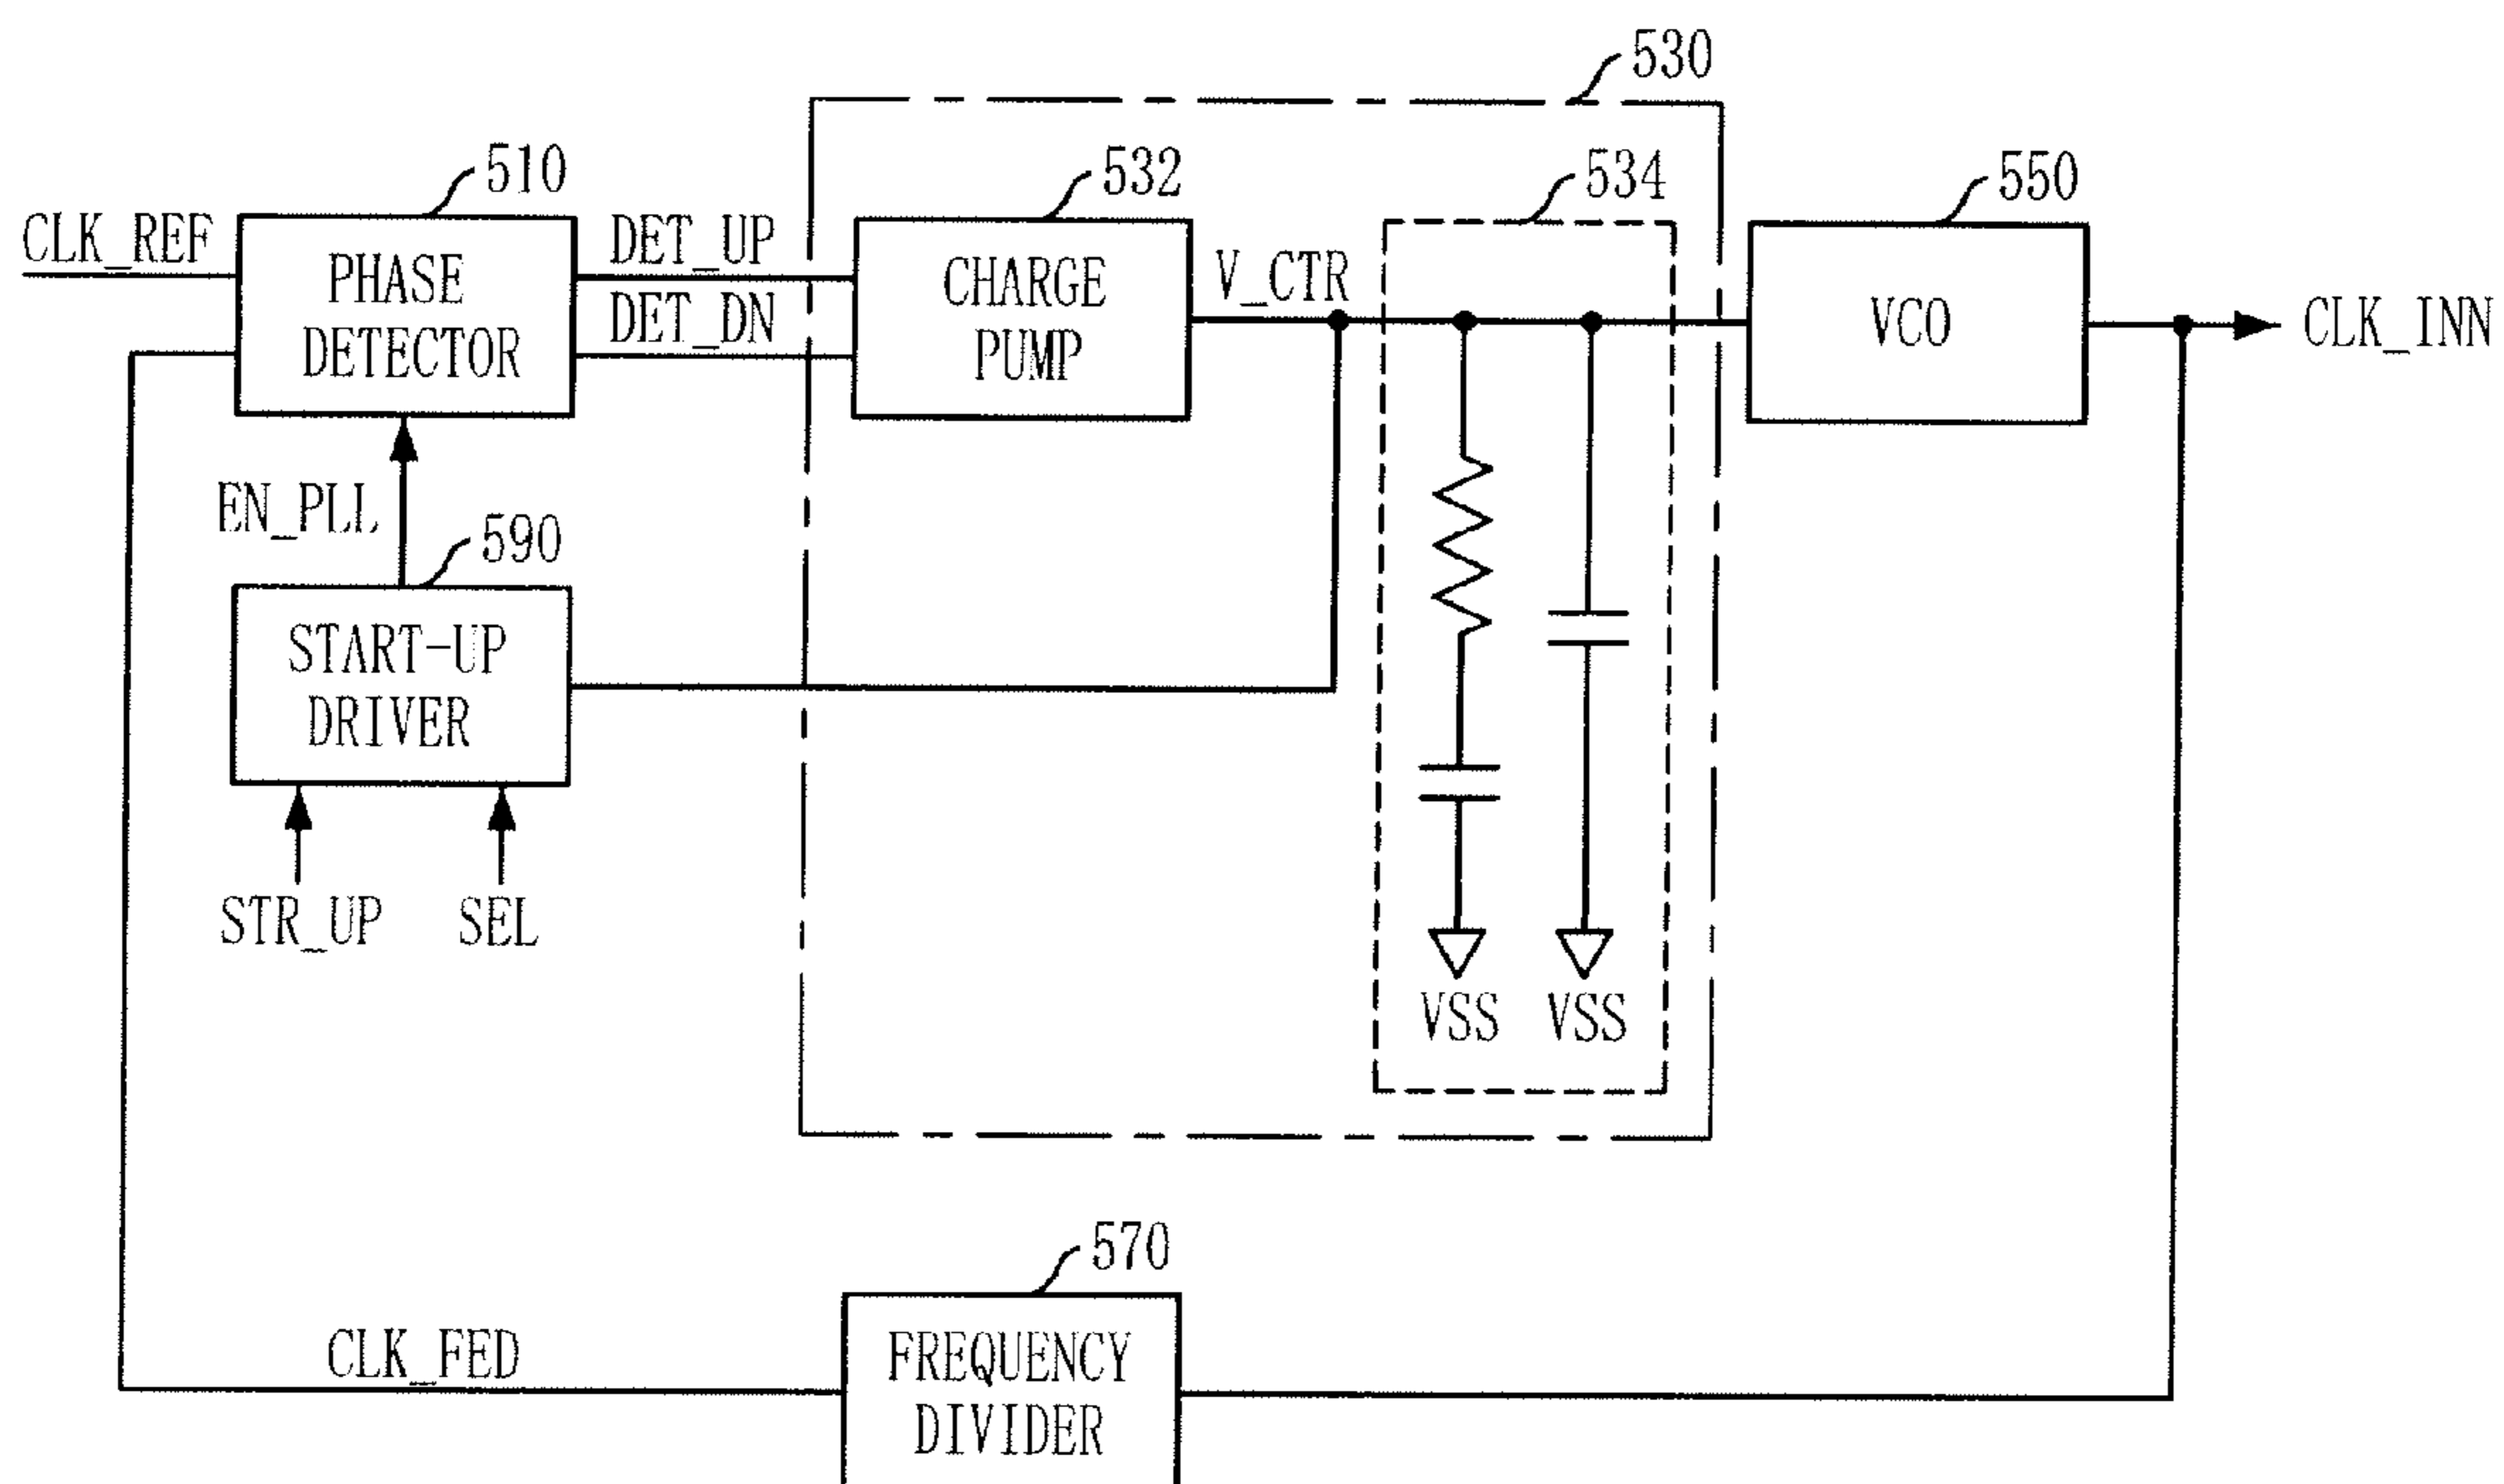 530
510
532
534
550
CLK_REF
PHASE
DETECTOR
DET_UP
DET_DN
CHARGE
PUMP
V_CTR
VCO
CLK_INN
EN_PLL
590
START-UP
DRIVER
STR_UP
SEL
VSS
VSS
570
CLK_FED
FREQUENCY
DIVIDER